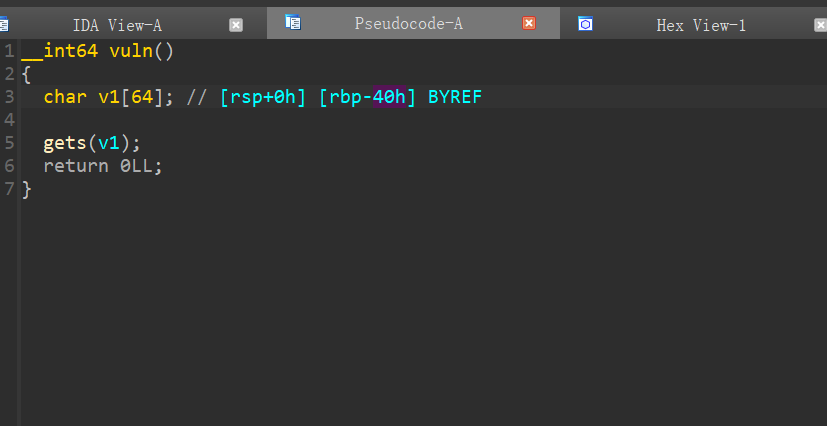 IDA View-A Pseudocode-A Hex View-1
1 __int64 vuln()
2 {
3 char v1[64]; // [rsp+0h] [rbp-40h] BYREF
4
5 gets(v1);
6 return 0LL;
7 }